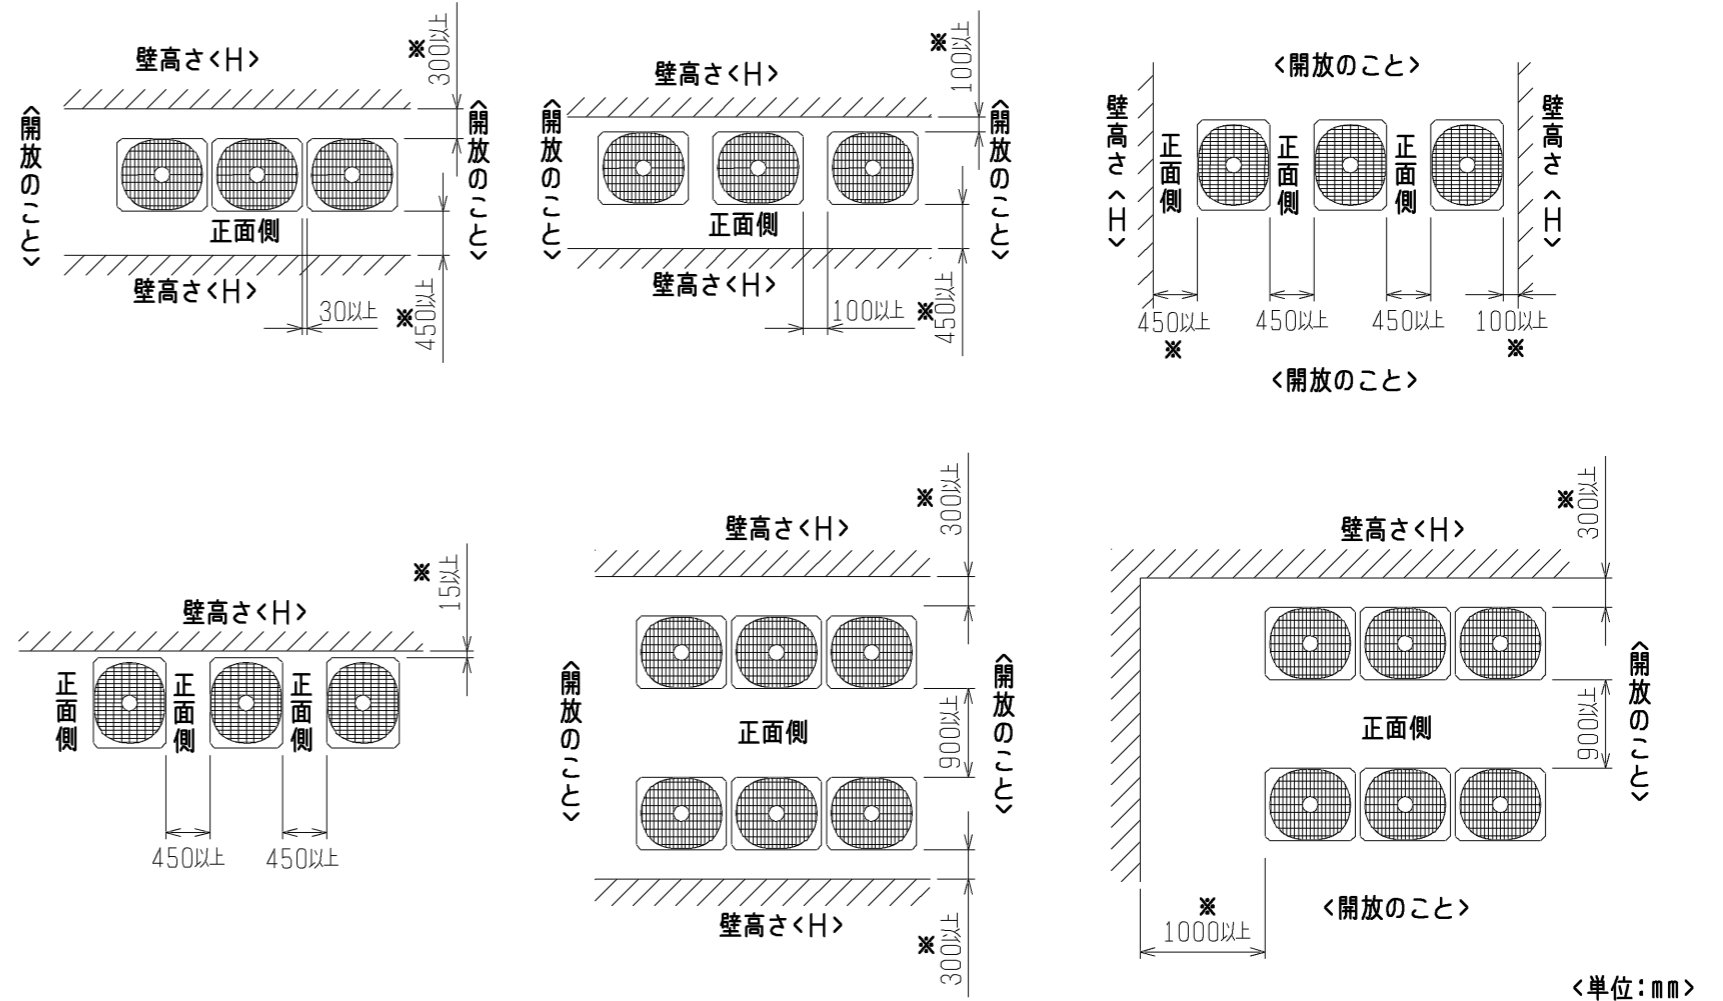 壁高さ<H>
※
300以上
<開放のこと>
<開放のこと>
正面側
壁高さ<H>
30以上
※
450以上
壁高さ<H>
※
100以上
<開放のこと>
<開放のこと>
正面側
壁高さ<H>
100以上
※
450以上
<開放のこと>
壁高さ<H>
正面側
正面側
正面側
壁高さ<H>
450以上
450以上
450以上
100以上
※
※
<開放のこと>
壁高さ<H>
※
15以上
正面側
正面側
正面側
450以上
450以上
壁高さ<H>
※
300以上
<開放のこと>
正面側
900以上
<開放のこと>
壁高さ<H>
※
300以上
壁高さ<H>
※
300以上
正面側
900以上
<開放のこと>
※
1000以上
<開放のこと>
<単位:mm>